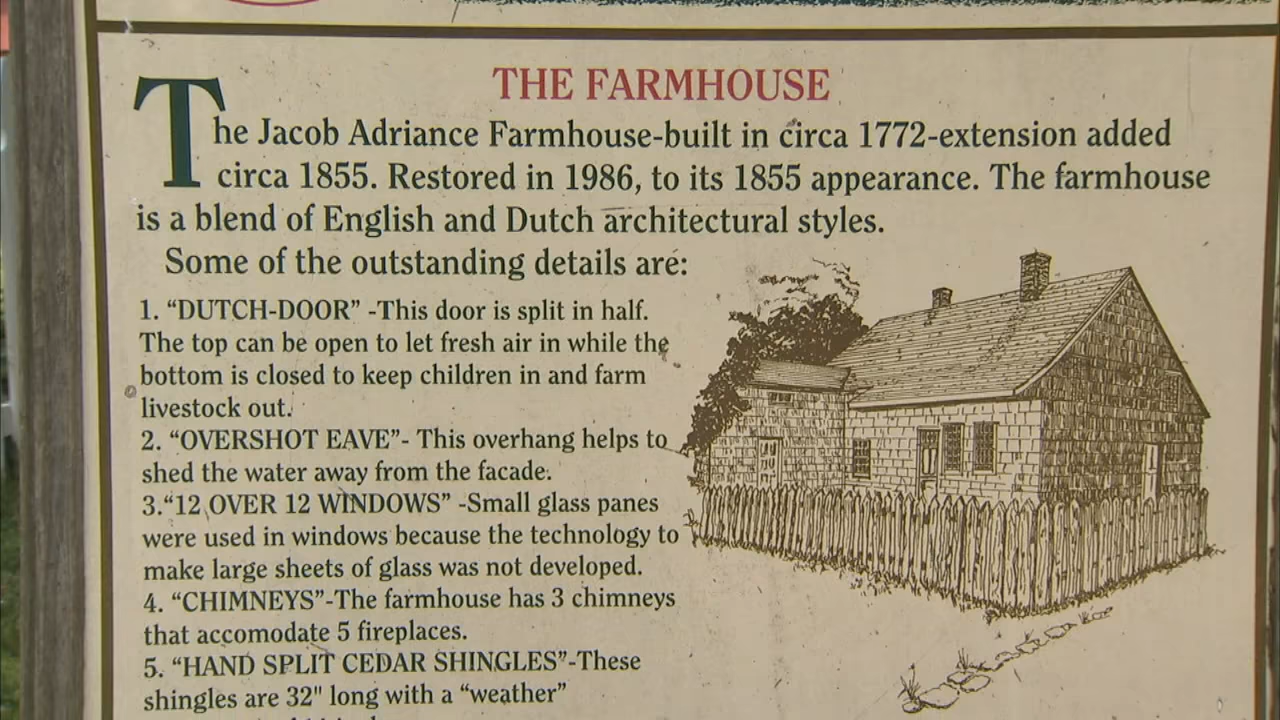 THE FARMHOUSE
The Jacob Adriance Farmhouse-built in circa 1772-extension added
circa 1855. Restored in 1986, to its 1855 appearance. The farmhouse
is a blend of English and Dutch architectural styles.
Some of the outstanding details are:
1. “DUTCH-DOOR” -This door is split in half.
The top can be open to let fresh air in while the
bottom is closed to keep children in and farm
livestock out.
2. “OVERSHOT EAVE”- This overhang helps to
shed the water away from the facade.
3.“12 OVER 12 WINDOWS” -Small glass panes
were used in windows because the technology to
make large sheets of glass was not developed.
4. “CHIMNEYS”-The farmhouse has 3 chimneys
that accomodate 5 fireplaces.
5. “HAND SPLIT CEDAR SHINGLES”-These
shingles are 32" long with a “weather”